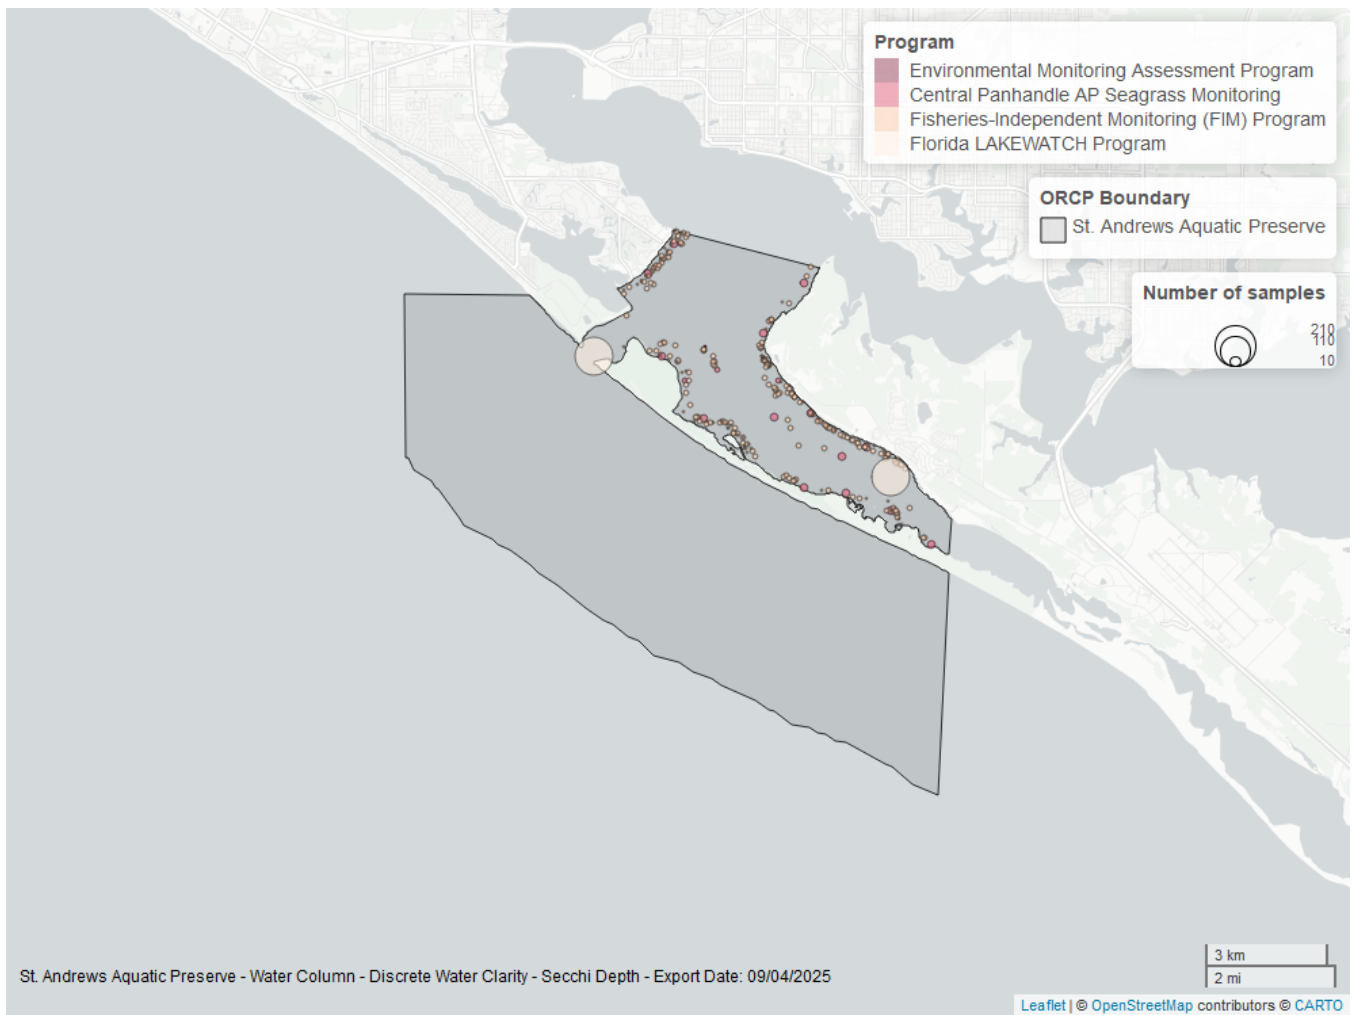 Program
Environmental Monitoring Assessment Program
Central Panhandle AP Seagrass Monitoring
Fisheries-Independent Monitoring (FIM) Program
Florida LAKEWATCH Program
ORCP Boundary
St. Andrews Aquatic Preserve
Number of samples
210
110
10
3 km
St. Andrews Aquatic Preserve - Water Column - Discrete Water Clarity - Secchi Depth - Export Date: 09/04/2025
2 mi
Leaflet | © OpenStreetMap contributors © CARTO